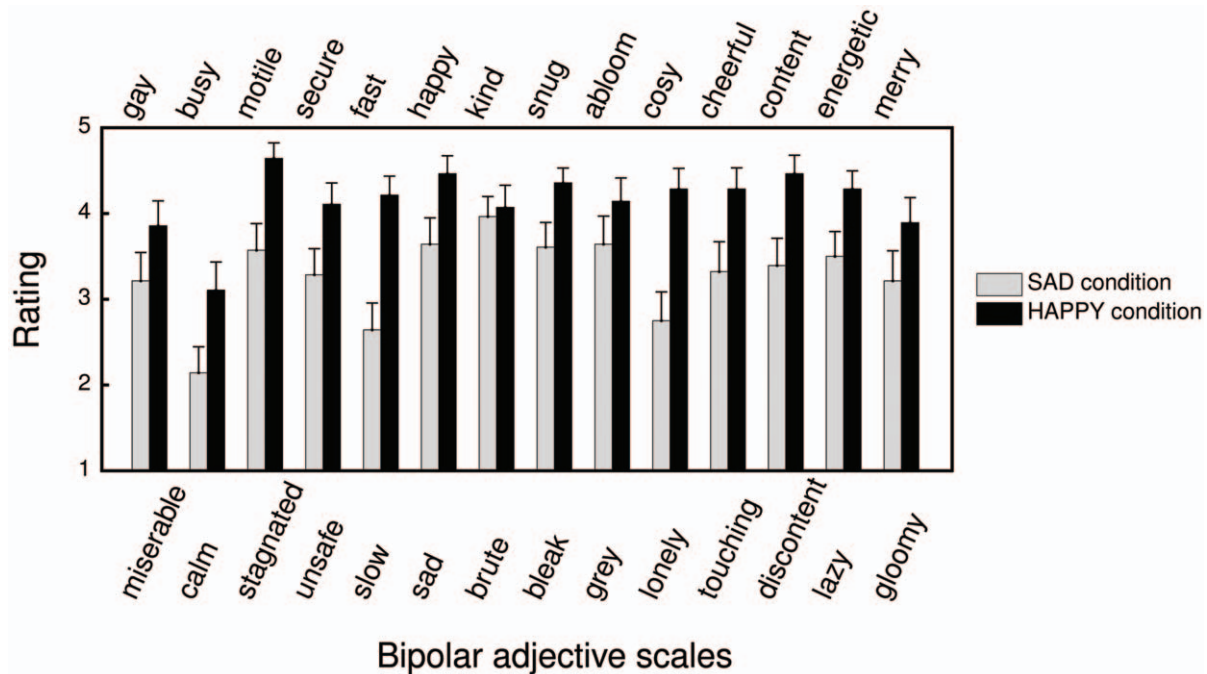 gay busy motile secure fast happy kind snug abloom cosy cheerful content energetic merry
5
4
3
2
1
Rating
SAD condition
HAPPY condition
miserable calm stagnated unsafe slow sad brute bleak grey lonely touching discontent lazy gloomy
Bipolar adjective scales